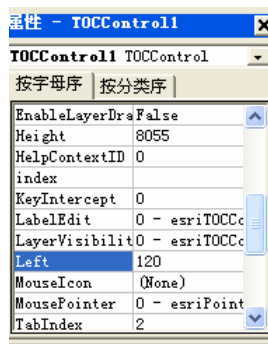 属性 - TOCControl1
TOCControl1 TOCControl
按字母序 按分类序
EnableLayerDra False
Height 8055
HelpContextID 0
index
KeyIntercept 0
LabelEdit 0 - esriTOCCo
LayerVisibilit 0 - esriTOCCo
Left 120
MouseIcon (None)
MousePointer 0 - esriPoint
TabIndex 2